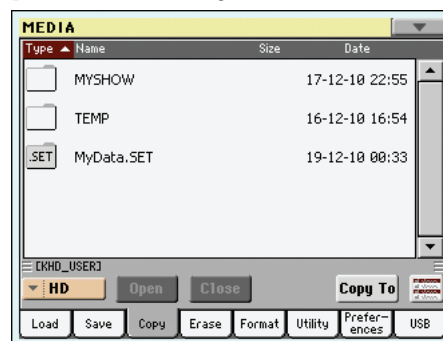 MEDIA
Type Name Size Date
MYSHOW 17-12-10 22:55
TEMP 16-12-10 16:54
.SET MyData.SET 19-12-10 00:33
[KHD_USER]
HD Open Close Copy To
Load Save Copy Erase Format Utility Prefer-ences USB